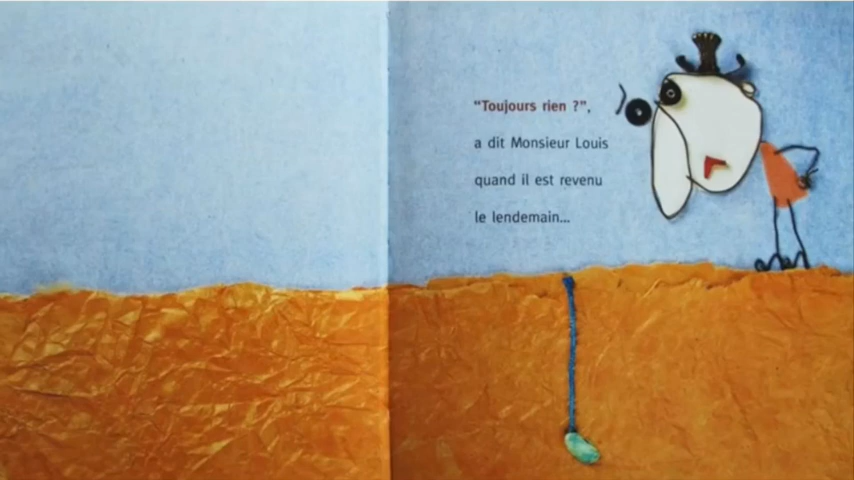 "Toujours rien ?",
a dit Monsieur Louis
quand il est revenu
le lendemain...